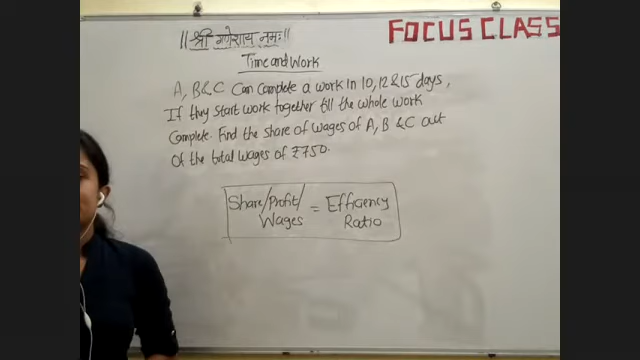 ||श्री गणेशाय नमः||
FOCUS CLASS
Time and Work
A, B & C Can Complete a work in 10, 12 & 15 days,
If they start work together till the whole work
Complete. Find the share of wages of A, B & C out
Of the total wages of ₹750.
Share/Profit/
Wages
= Efficiency
Ratio